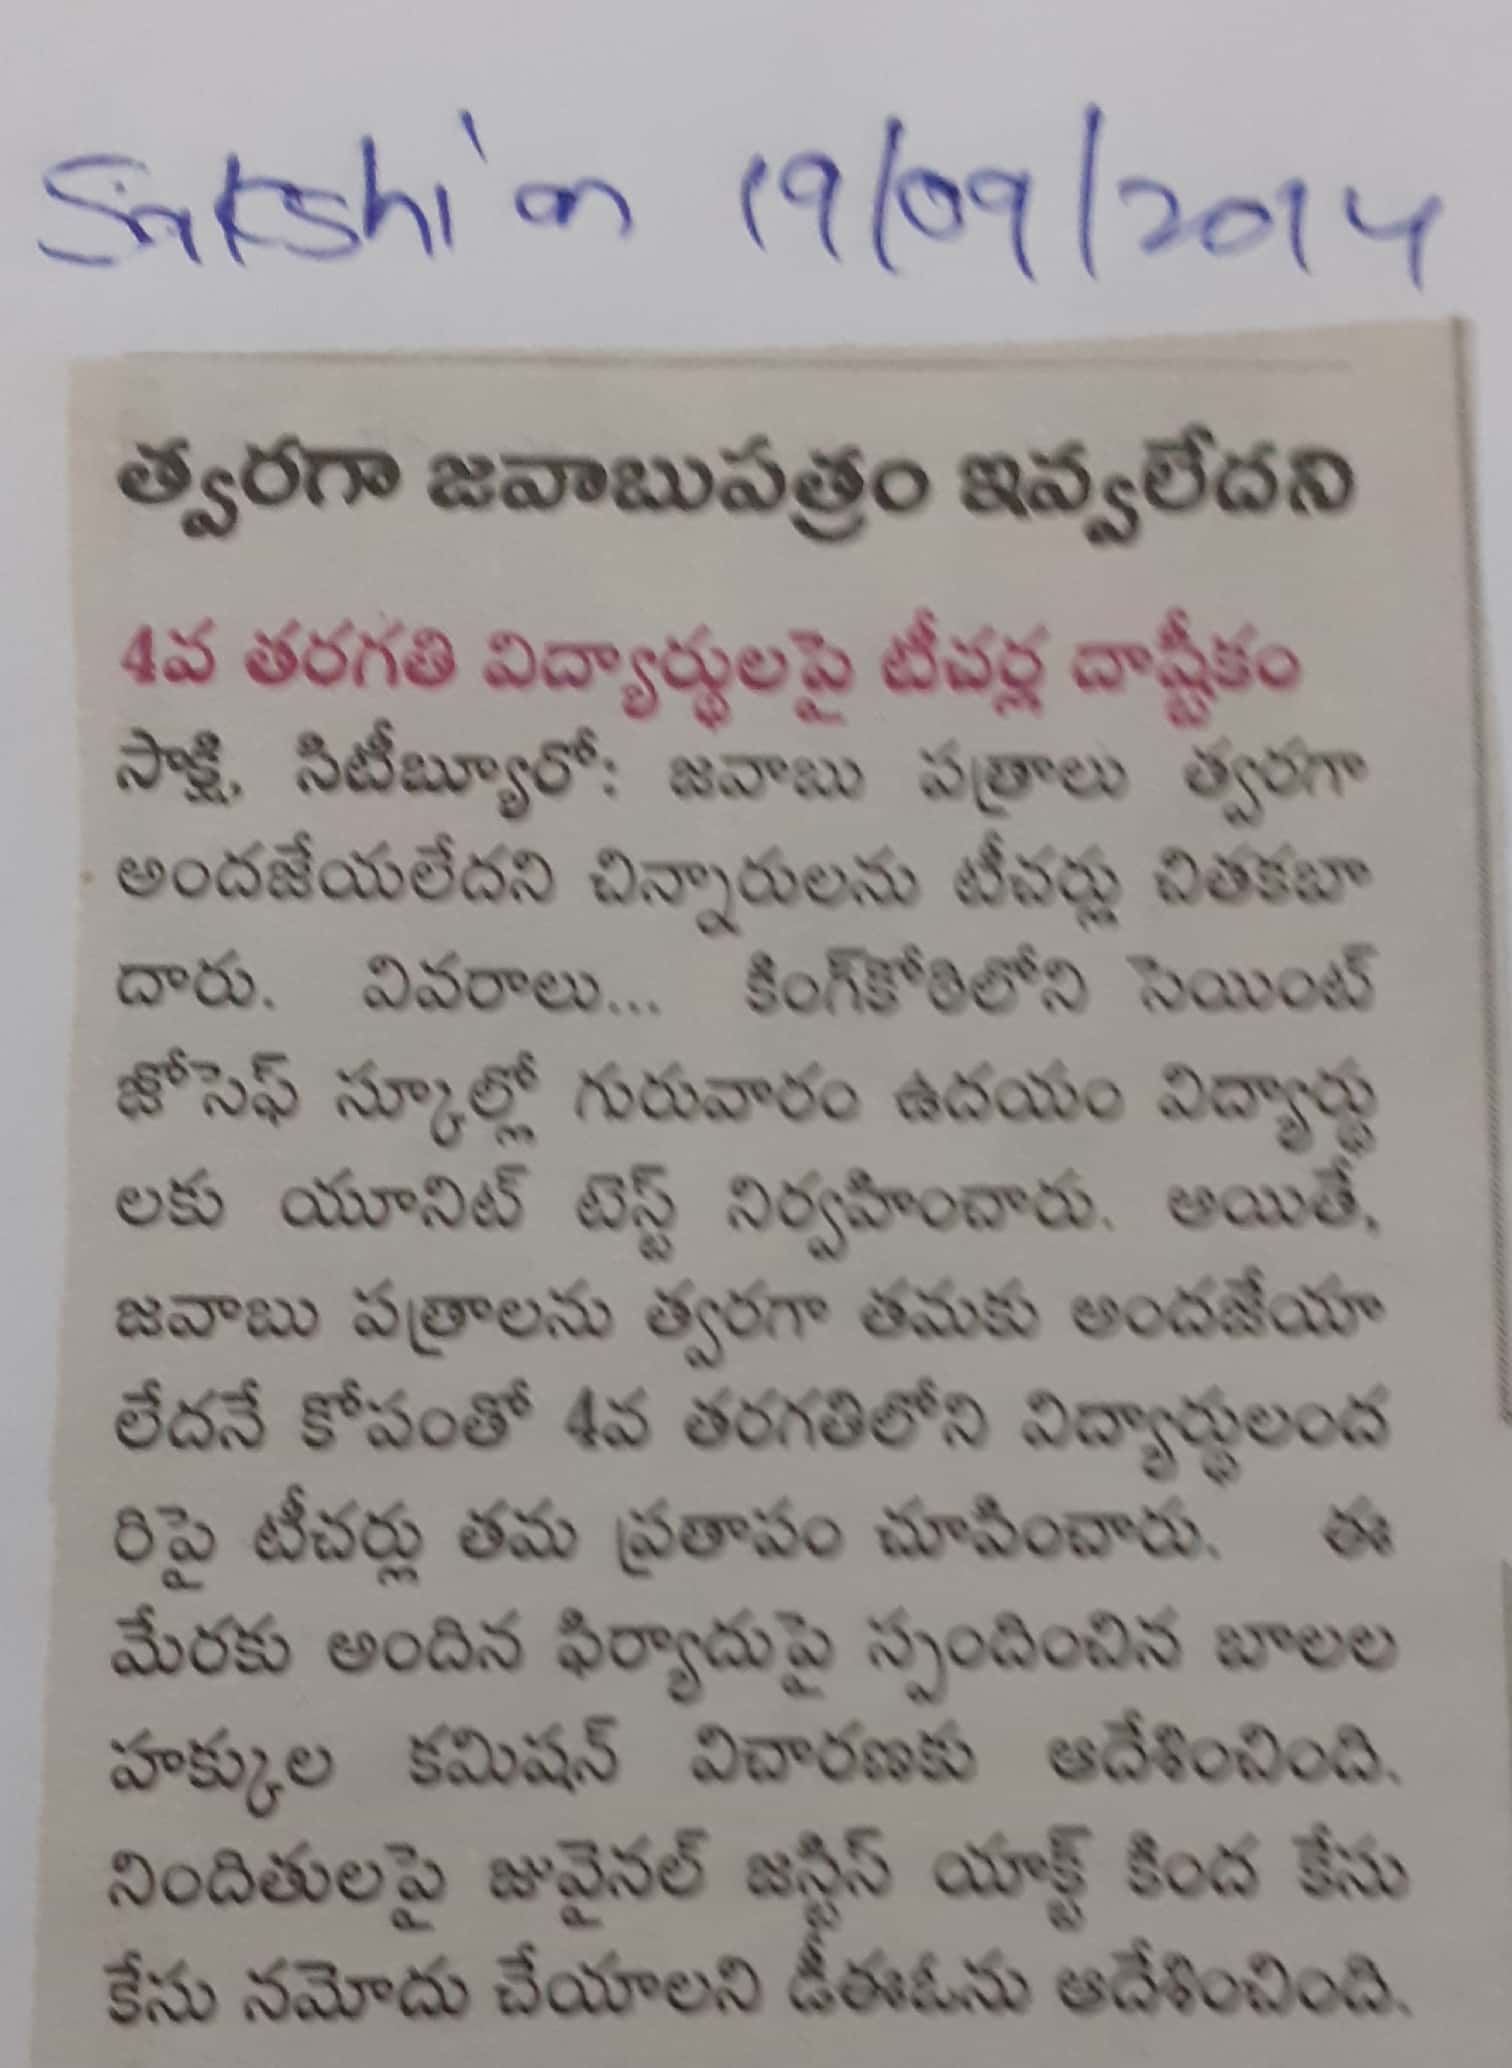 Sakshi on 19/09/2014
త్వరగా జవాబుపత్రం ఇవ్వలేదని
4వ తరగతి విద్యార్థులపై టీచర్ల దాష్టీకం
సాక్షి, సిటీబ్యూరో: జవాబు పత్రాలు త్వరగా
అందజేయలేదని చిన్నారులను టీచర్లు చితకబా
దారు. వివరాలు... కింగ్‌కోఠిలోని సెయింట్
జోసెఫ్ స్కూల్లో గురువారం ఉదయం విద్యార్థు
లకు యూనిట్ టెస్ట్ నిర్వహించారు. అయితే,
జవాబు పత్రాలను త్వరగా తమకు అందజేయా
లేదనే కోపంతో 4వ తరగతిలోని విద్యార్థులంద
రిపై టీచర్లు తమ ప్రతాపం చూపించారు. ఈ
మేరకు అందిన ఫిర్యాదుపై స్పందించిన బాలల
హక్కుల కమిషన్ విచారణకు ఆదేశించింది.
నిందితులపై జువైనల్ జస్టిస్ యాక్ట్ కింద కేసు
కేసు నమోదు చేయాలని డీఈఓను ఆదేశించింది.